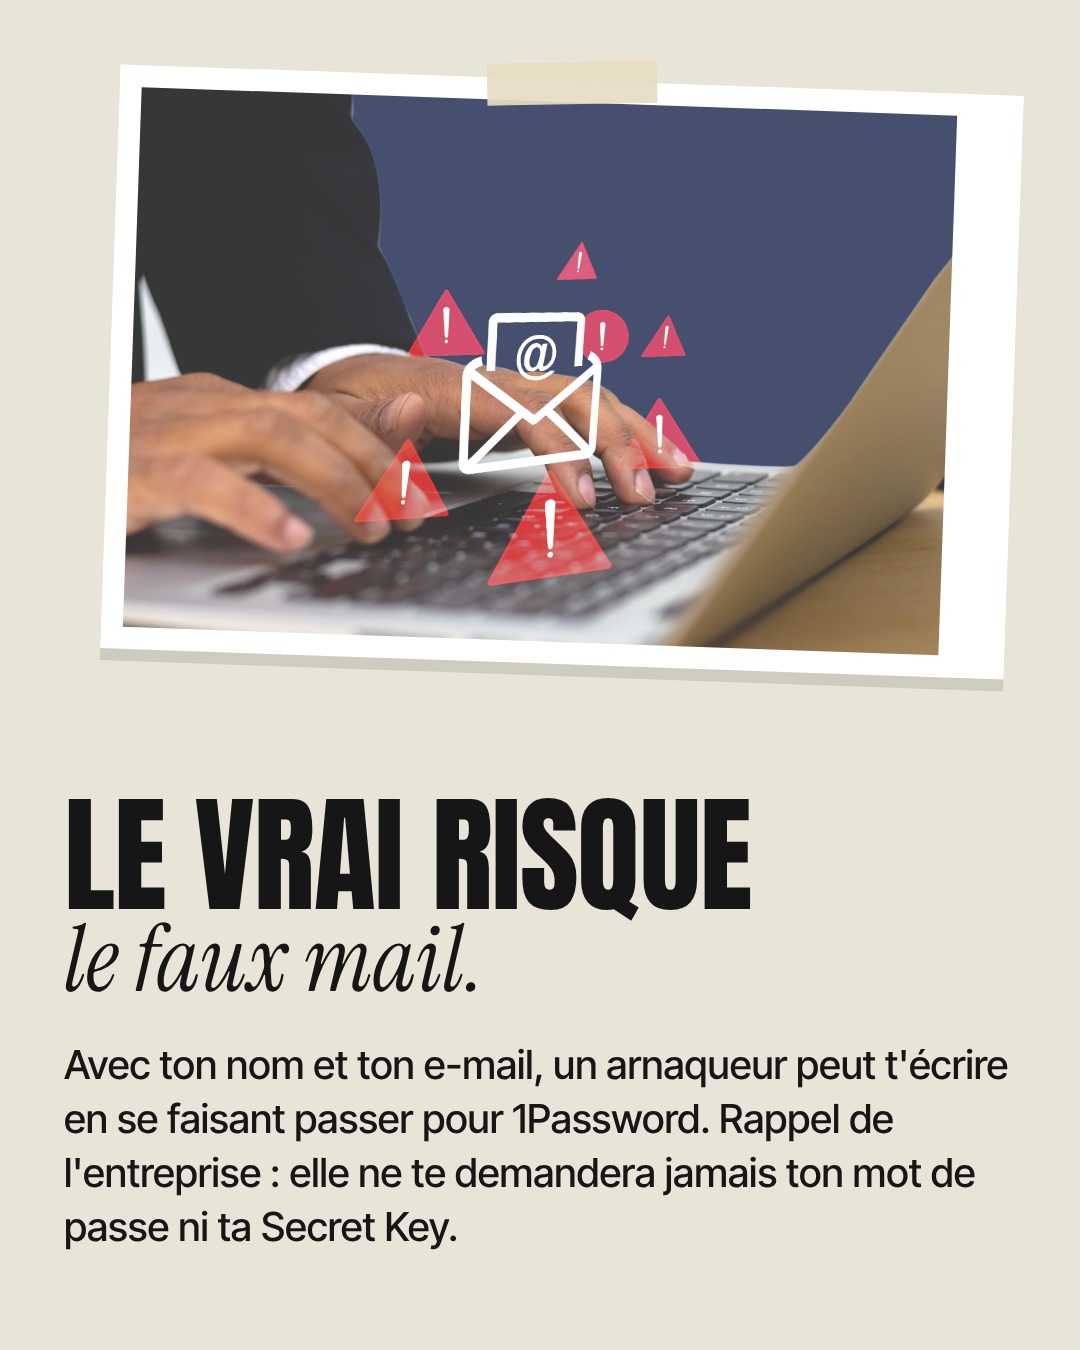 !
!
@
!
!
!
!
!
LE VRAI RISQUE
le faux mail.
Avec ton nom et ton e-mail, un arnaqueur peut t'écrire
en se faisant passer pour 1Password. Rappel de
l'entreprise : elle ne te demandera jamais ton mot de
passe ni ta Secret Key.